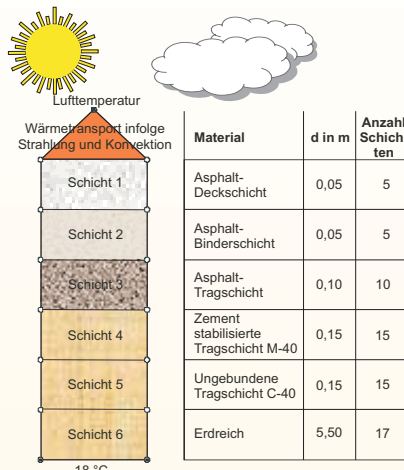 Lufttemperatur
Wärmetransport infolge
Strahlung und Konvektion
Schicht 1
Schicht 2
Schicht 3
Schicht 4
Schicht 5
Schicht 6
18 °C
Material d in m Anzahl
Schich-
ten
Asphalt-
Deckschicht 0,05 5
Asphalt-
Binderschicht 0,05 5
Asphalt-
Tragschicht 0,10 10
Zement
stabilisierte 0,15 15
Tragschicht M-40
Ungebundene
Tragschicht C-40 0,15 15
Erdreich 5,50 17